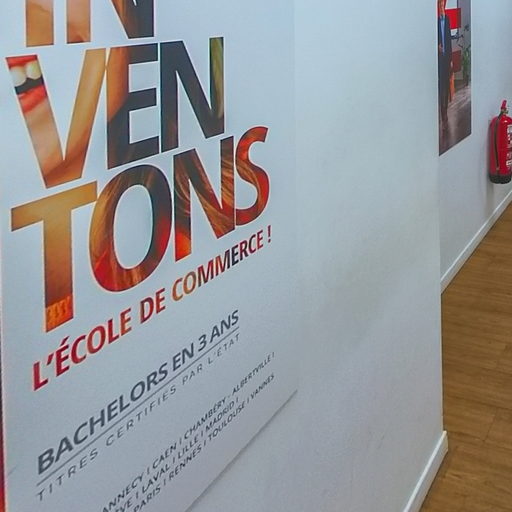 IN
VEN
TONS
L'ÉCOLE DE COMMERCE !
BACHELORS EN 3 ANS
TITRES CERTIFIÉS PAR L'ÉTAT
ANNECY | CAEN | CHAMBÉRY - ALBERTVILLE |
ÈVE | LAVAL | LILLE | MADRID |
PARIS | RENNES | TOULOUSE | VANNES